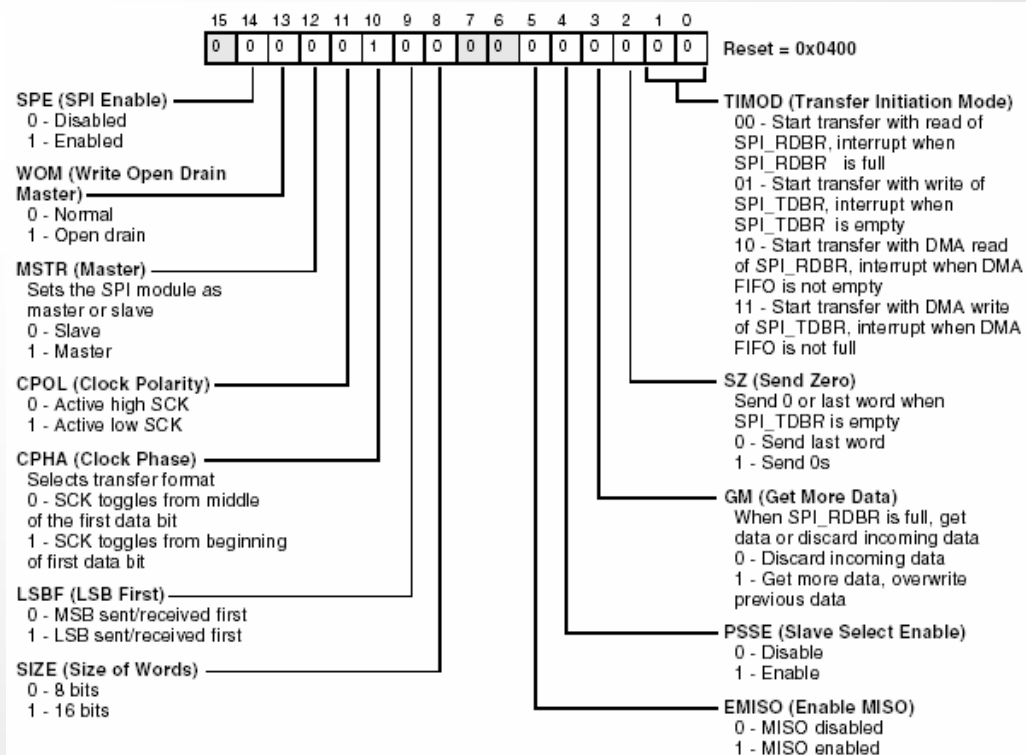 15 14 13 12 11 10 9 8 7 6 5 4 3 2 1 0
0 0 0 0 0 1 0 0 0 0 0 0 0 0 0 0
Reset = 0x0400
SPE (SPI Enable)
0 - Disabled
1 - Enabled
WOM (Write Open Drain
Master)
0 - Normal
1 - Open drain
MSTR (Master)
Sets the SPI module as
master or slave
0 - Slave
1 - Master
CPOL (Clock Polarity)
0 - Active high SCK
1 - Active low SCK
CPHA (Clock Phase)
Selects transfer format
0 - SCK toggles from middle
of the first data bit
1 - SCK toggles from beginning
of first data bit
LSBF (LSB First)
0 - MSB sent/received first
1 - LSB sent/received first
SIZE (Size of Words)
0 - 8 bits
1 - 16 bits
TIMOD (Transfer Initiation Mode)
00 - Start transfer with read of
SPI_RDBR, interrupt when
SPI_RDBR is full
01 - Start transfer with write of
SPI_TDBR, interrupt when
SPI_TDBR is empty
10 - Start transfer with DMA read
of SPI_RDBR, interrupt when DMA
FIFO is not empty
11 - Start transfer with DMA write
of SPI_TDBR, interrupt when DMA
FIFO is not full
SZ (Send Zero)
Send 0 or last word when
SPI_TDBR is empty
0 - Send last word
1 - Send 0s
GM (Get More Data)
When SPI_RDBR is full, get
data or discard incoming data
0 - Discard incoming data
1 - Get more data, overwrite
previous data
PSSE (Slave Select Enable)
0 - Disable
1 - Enable
EMISO (Enable MISO)
0 - MISO disabled
1 - MISO enabled